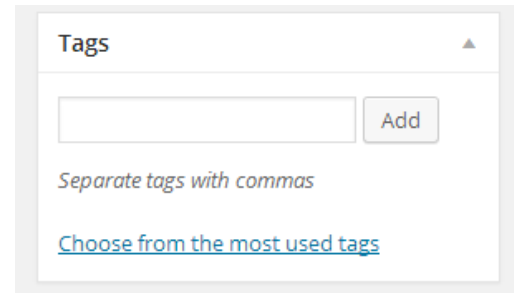 Tags
Add
Separate tags with commas
Choose from the most used tags